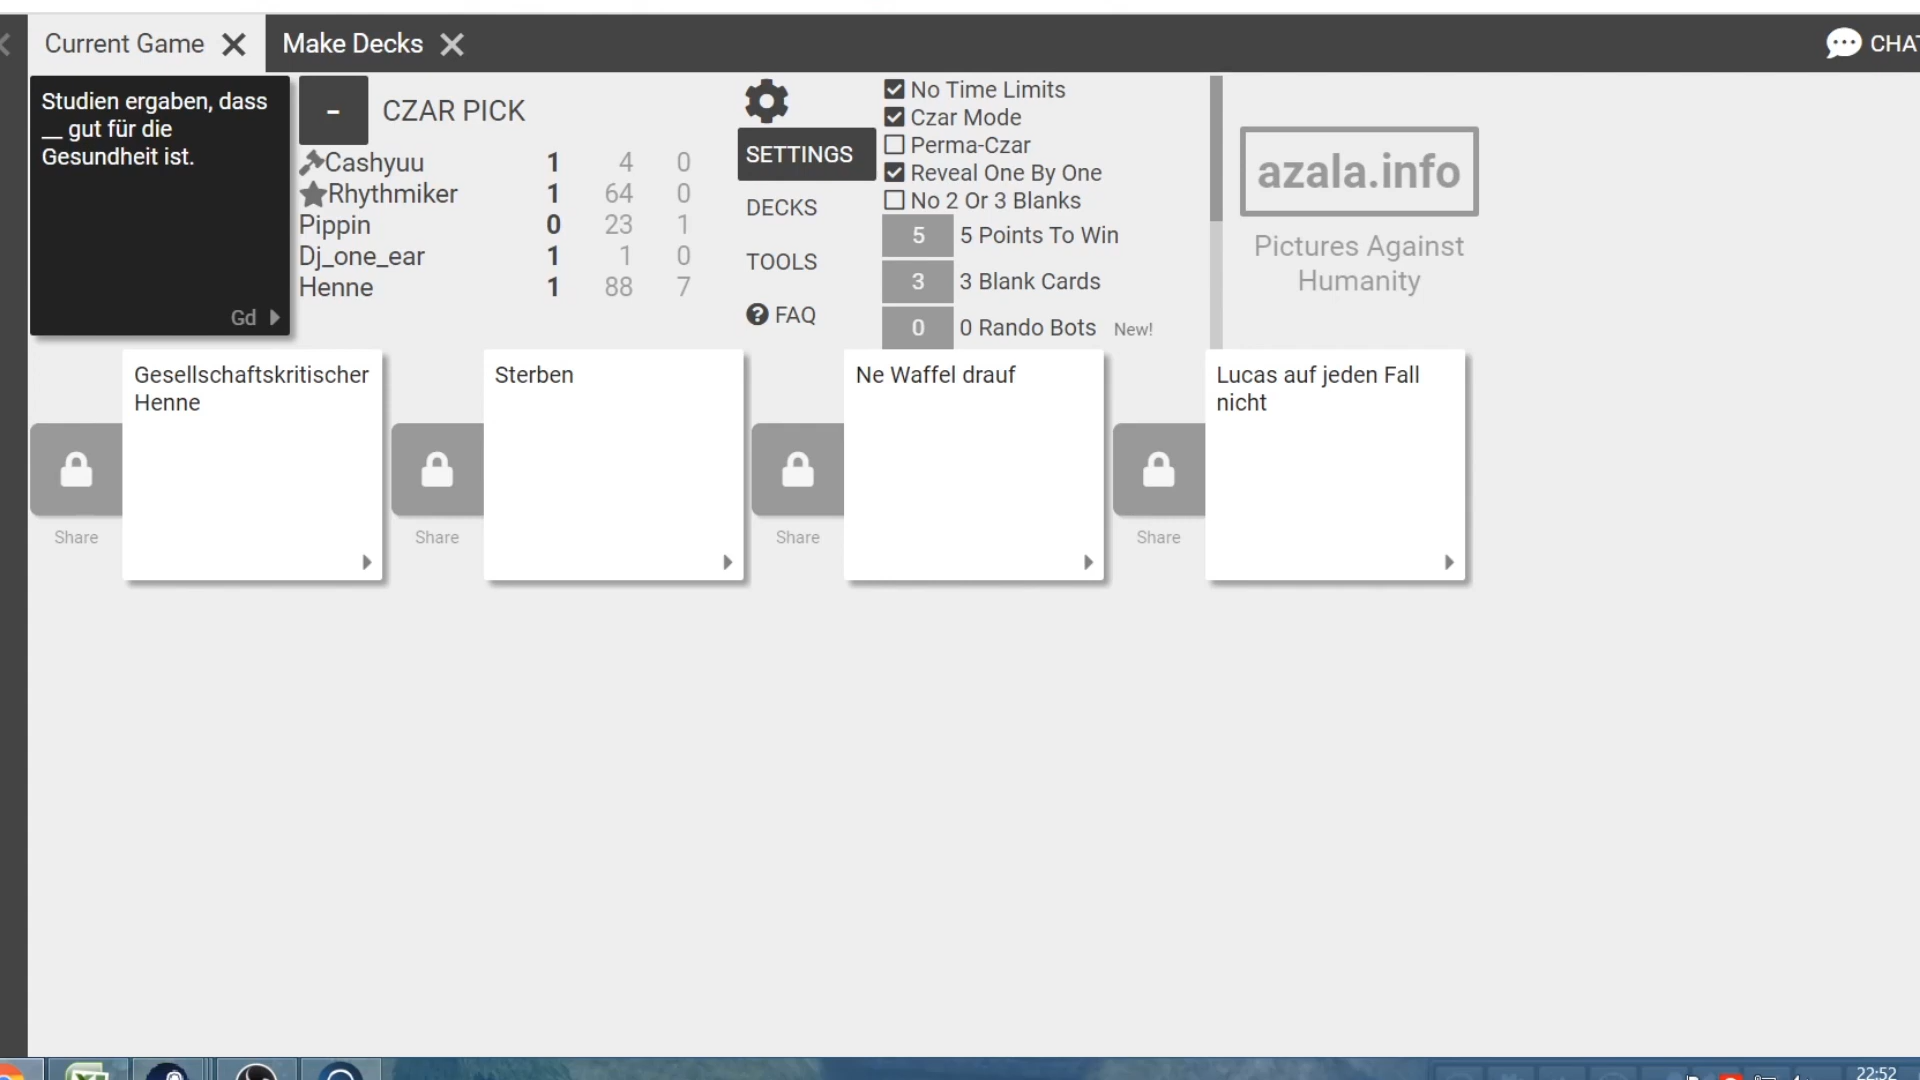 Current Game
Make Decks
CHAT
Studien ergaben, dass
__ gut für die
Gesundheit ist.
Gd
-
CZAR PICK
Cashyuu 1 4 0
Rhythmiker 1 64 0
Pippin 0 23 1
Dj_one_ear 1 1 0
Henne 1 88 7
SETTINGS
DECKS
TOOLS
? FAQ
No Time Limits
Czar Mode
Perma-Czar
Reveal One By One
No 2 Or 3 Blanks
5 5 Points To Win
3 3 Blank Cards
0 0 Rando Bots New!
azala.info
Pictures Against
Humanity
Gesellschaftskritischer
Henne
Share
Sterben
Share
Ne Waffel drauf
Share
Lucas auf jeden Fall
nicht
Share
22:52